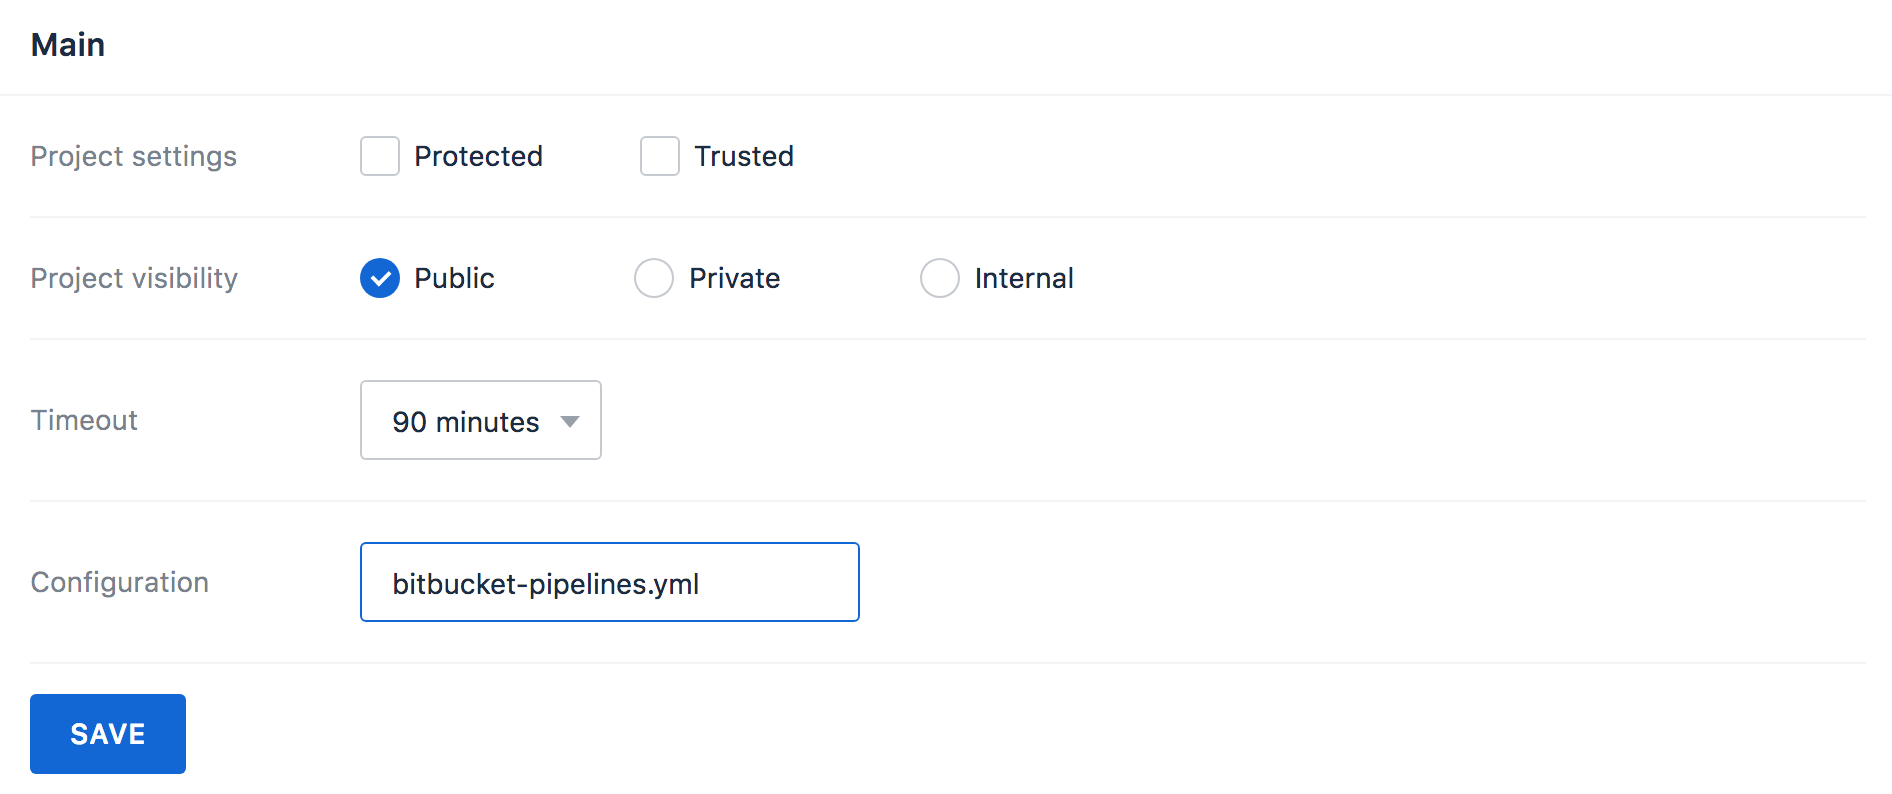 Main
Project settings Protected Trusted
Project visibility Public Private Internal
Timeout 90 minutes
Configuration bitbucket-pipelines.yml
SAVE